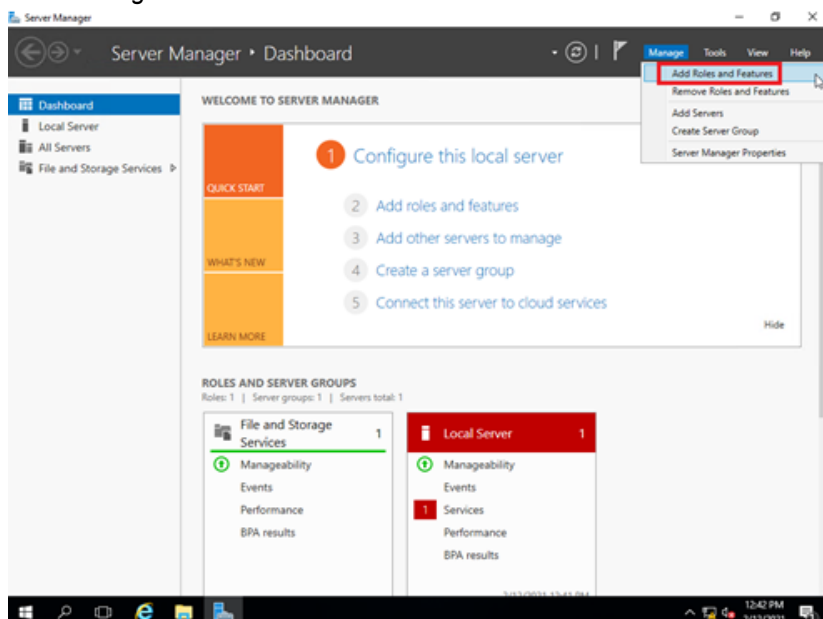 Server Manager
Server Manager • Dashboard
Manage Tools View Help
Add Roles and Features
Remove Roles and Features
Add Servers
Create Server Group
Server Manager Properties
Dashboard
Local Server
All Servers
File and Storage Services
WELCOME TO SERVER MANAGER
QUICK START
WHAT'S NEW
LEARN MORE
1 Configure this local server
2 Add roles and features
3 Add other servers to manage
4 Create a server group
5 Connect this server to cloud services
Hide
ROLES AND SERVER GROUPS
Roles: 1 | Server groups: 1 | Servers total: 1
File and Storage
Services 1
Manageability
Events
Performance
BPA results
Local Server 1
Manageability
Events
1 Services
Performance
BPA results
12:42 PM